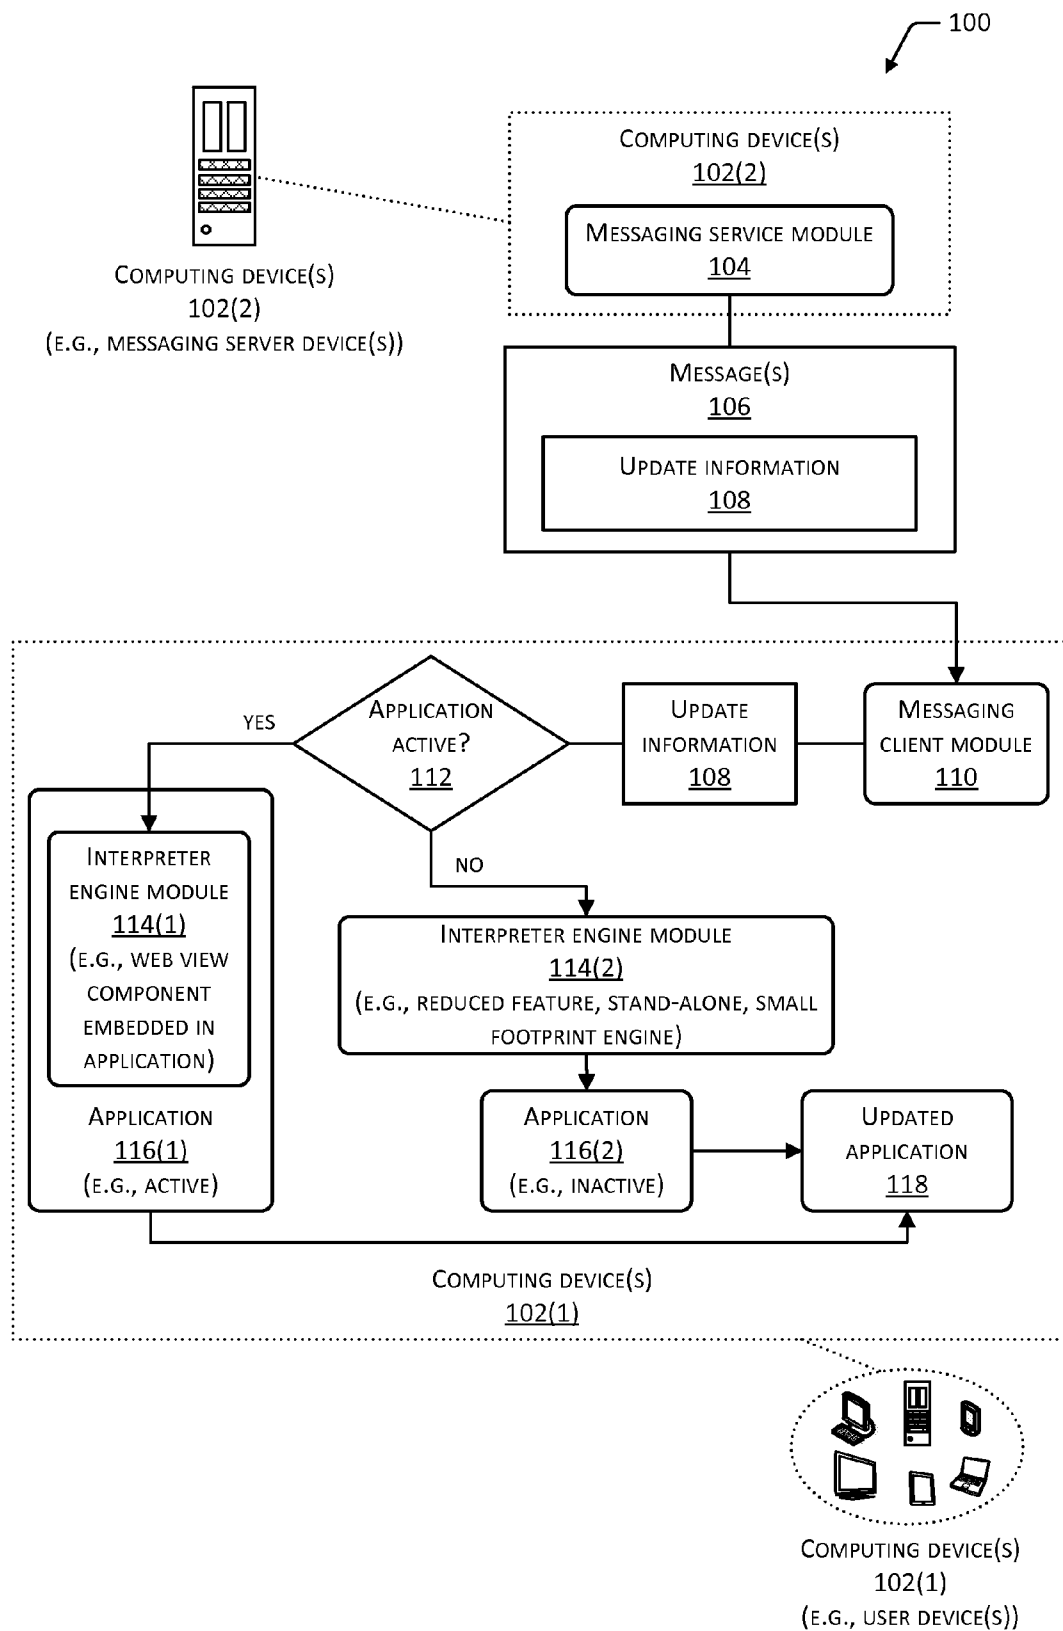 100
COMPUTING DEVICE(S)
102(2)
MESSAGING SERVICE MODULE
104
COMPUTING DEVICE(S)
102(2)
(E.G., MESSAGING SERVER DEVICE(S))
MESSAGE(S)
106
UPDATE INFORMATION
108
MESSAGING
CLIENT MODULE
110
UPDATE
INFORMATION
108
APPLICATION
ACTIVE?
112
YES
NO
INTERPRETER
ENGINE MODULE
114(1)
(E.G., WEB VIEW
COMPONENT
EMBEDDED IN
APPLICATION)
APPLICATION
116(1)
(E.G., ACTIVE)
INTERPRETER ENGINE MODULE
114(2)
(E.G., REDUCED FEATURE, STAND-ALONE, SMALL
FOOTPRINT ENGINE)
APPLICATION
116(2)
(E.G., INACTIVE)
UPDATED
APPLICATION
118
COMPUTING DEVICE(S)
102(1)
COMPUTING DEVICE(S)
102(1)
(E.G., USER DEVICE(S))